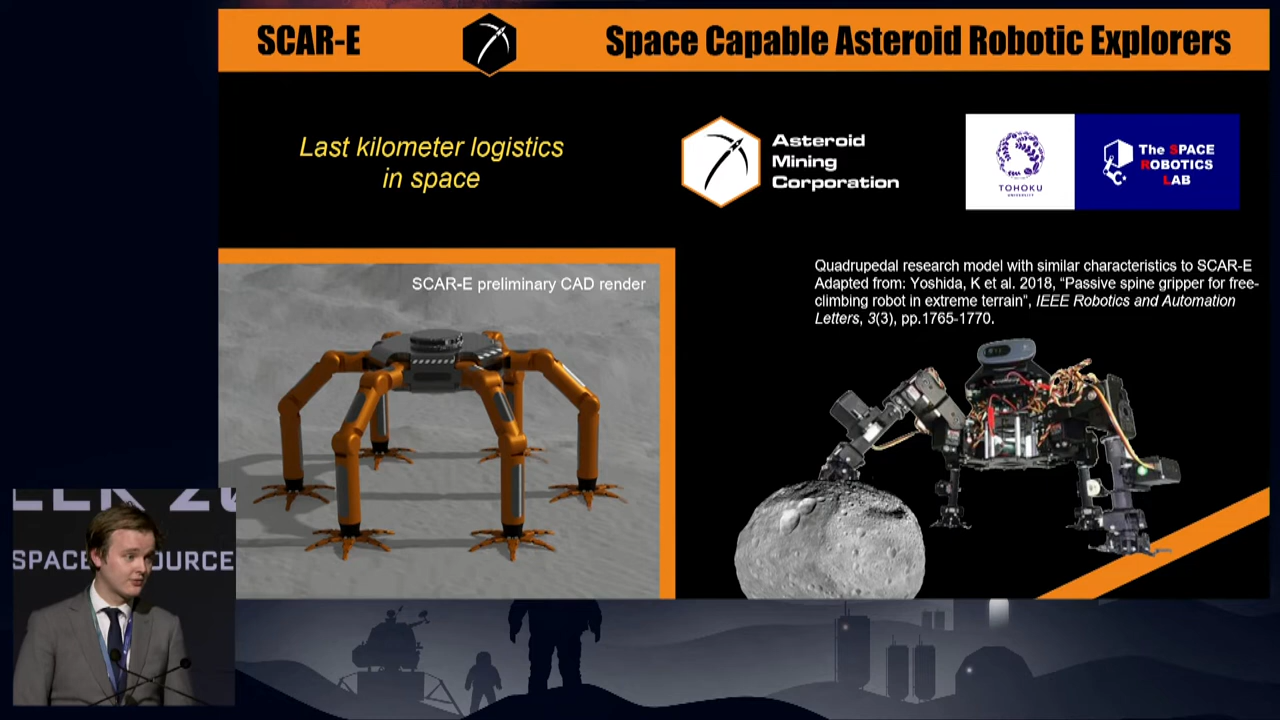 SCAR-E
Space Capable Asteroid Robotic Explorers
Last kilometer logistics
in space
Asteroid
Mining
Corporation
TOHOKU
UNIVERSITY
The SPACE
ROBOTICS
LAB
SCAR-E preliminary CAD render
Quadrupedal research model with similar characteristics to SCAR-E
Adapted from: Yoshida, K et al. 2018, “Passive spine gripper for free-
climbing robot in extreme terrain”, IEEE Robotics and Automation
Letters, 3(3), pp.1765-1770.
SPACE